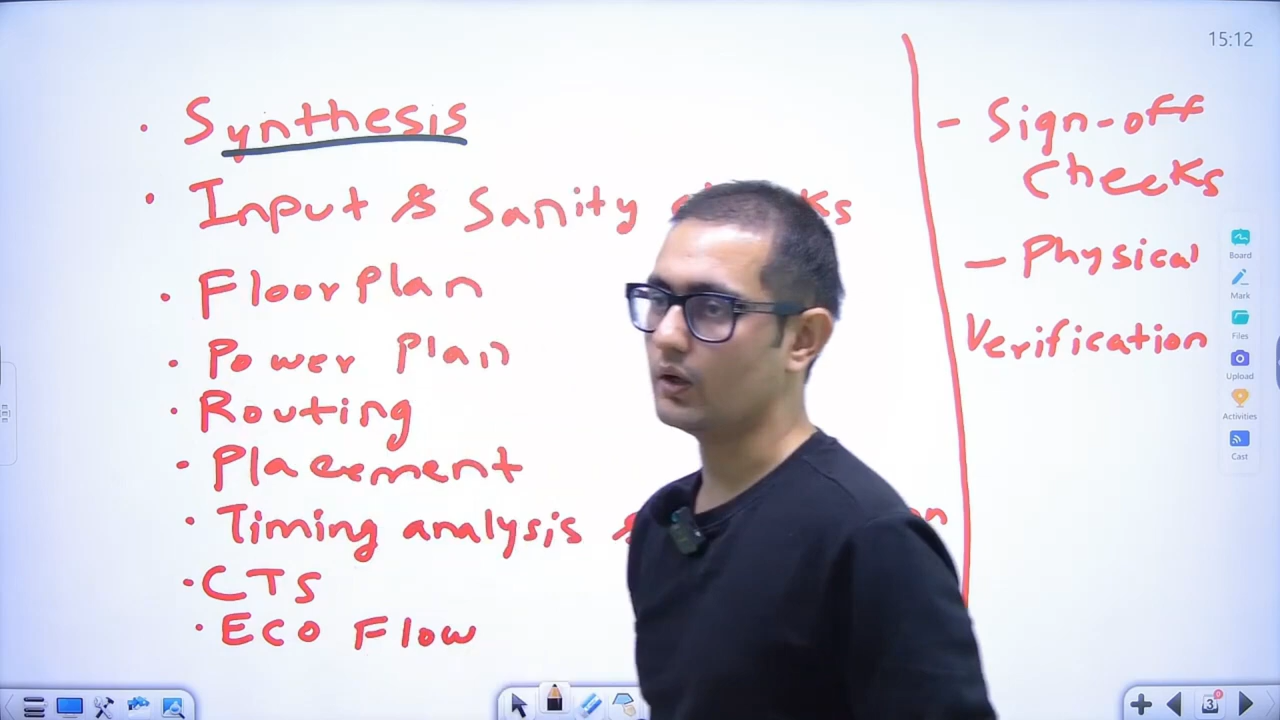 15:12
· Synthesis
· Input & Sanity
· FloorPlan
· Power Plan
· Routing
· Placement
· Timing analysis &
· CTS
· ECO Flow
- Sign-off
Checks
- Physical
Verification
Board
Mark
Files
Upload
Activities
Cast
3